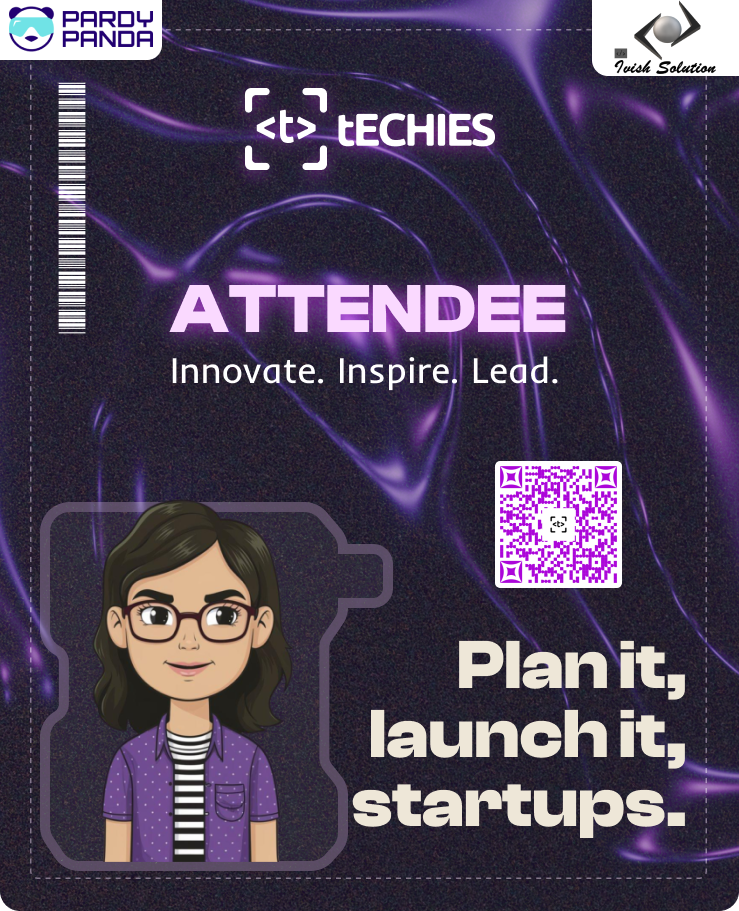 PARDY
PANDA
Ivish Solution
<t> tECHIES
ATTENDEE
Innovate. Inspire. Lead.
<t>
Plan it,
launch it,
startups.